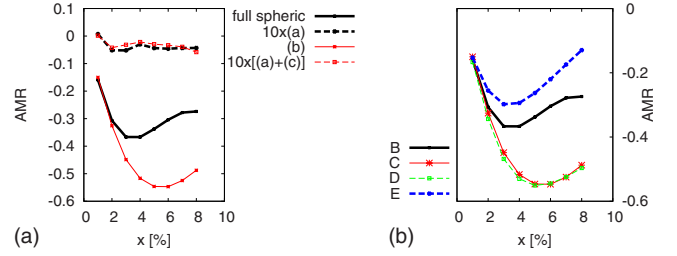 0.1
0
-0.1
-0.2
-0.3
-0.4
-0.5
-0.6
AMR
0 2 4 6 8 10
x [%]
(a)
full spheric
10x(a)
(b)
10x[(a)+(c)]
B
C
D
E
0
-0.2
-0.4
-0.6
AMR
0 2 4 6 8 10
x [%]
(b)